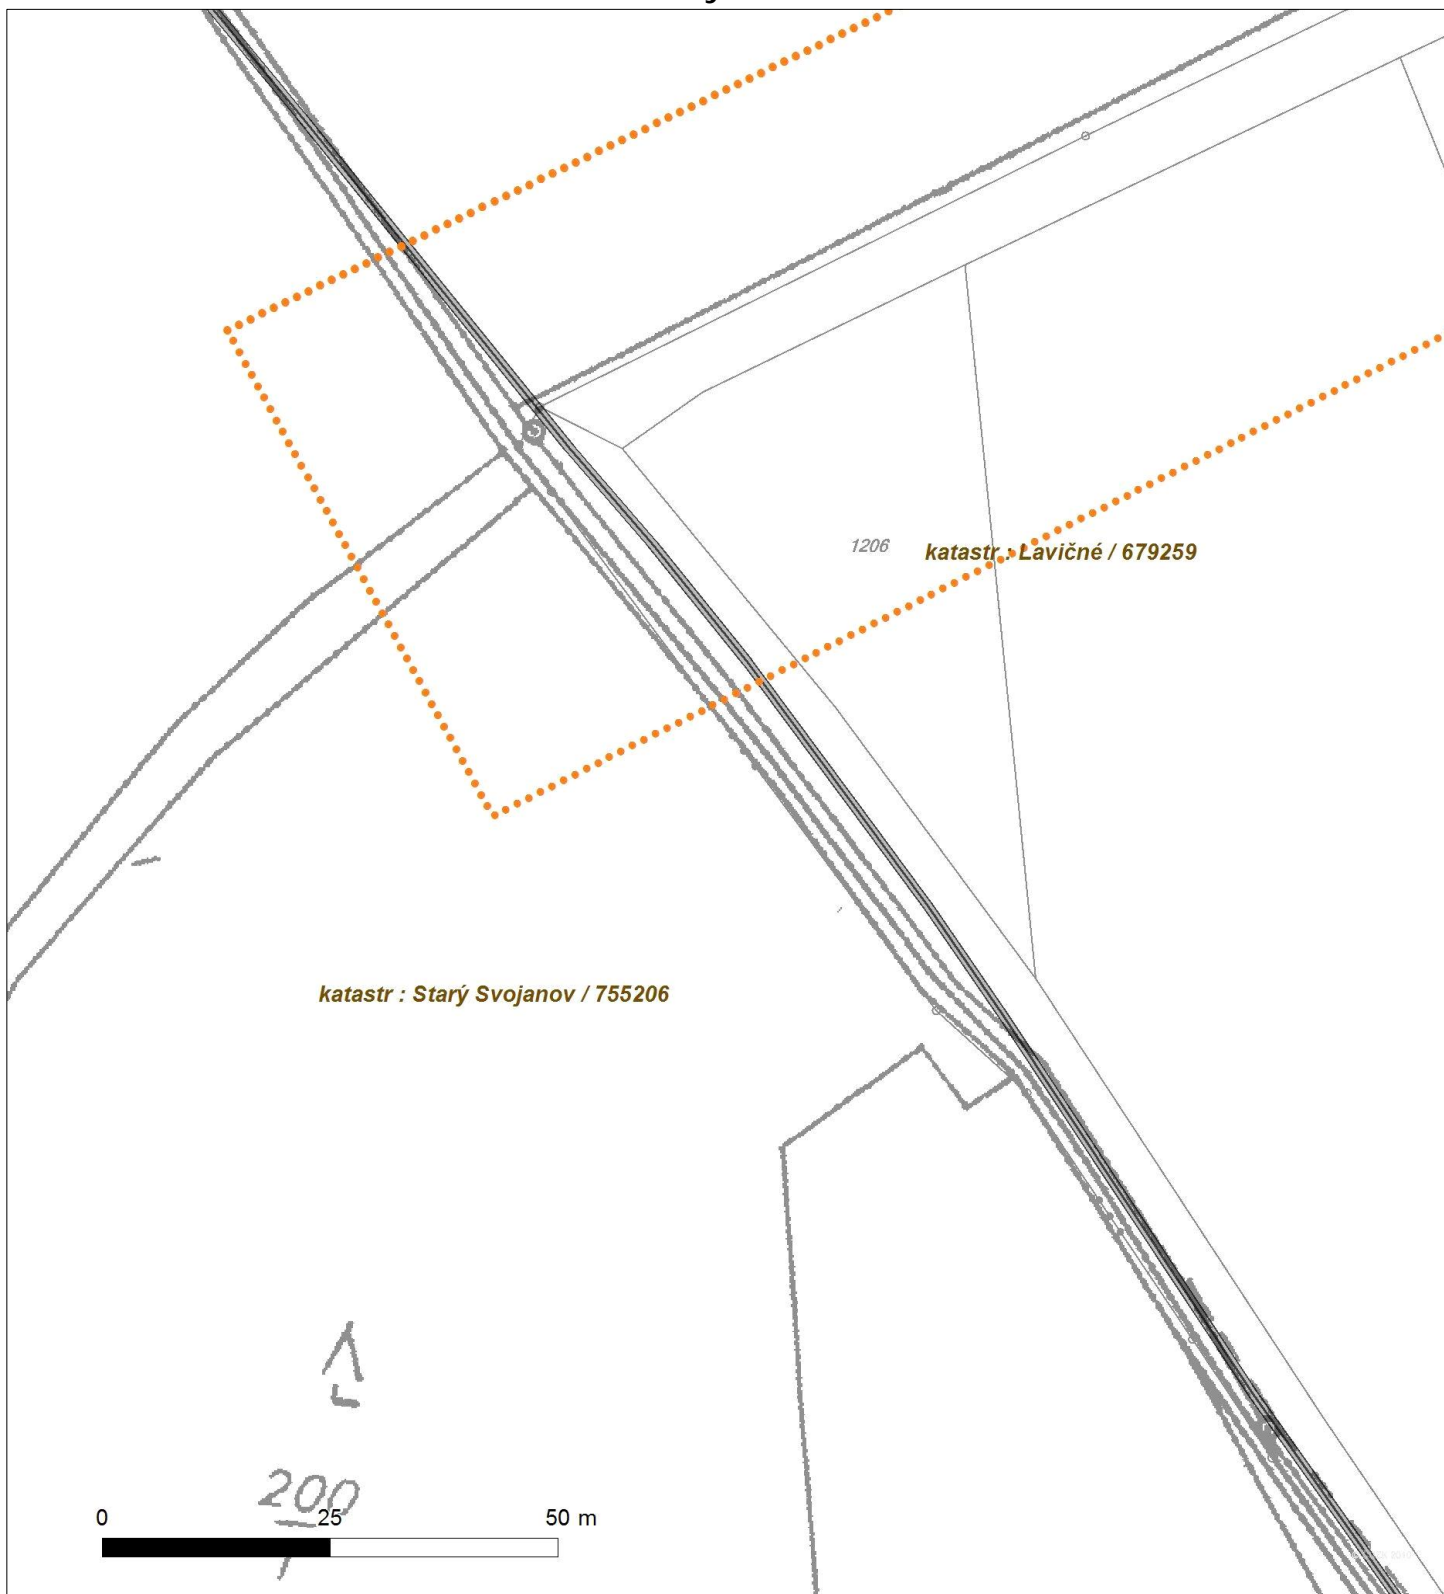 1206
katastr : Lavičné / 679259
katastr : Starý Svojanov / 755206
200
0 25 50 m